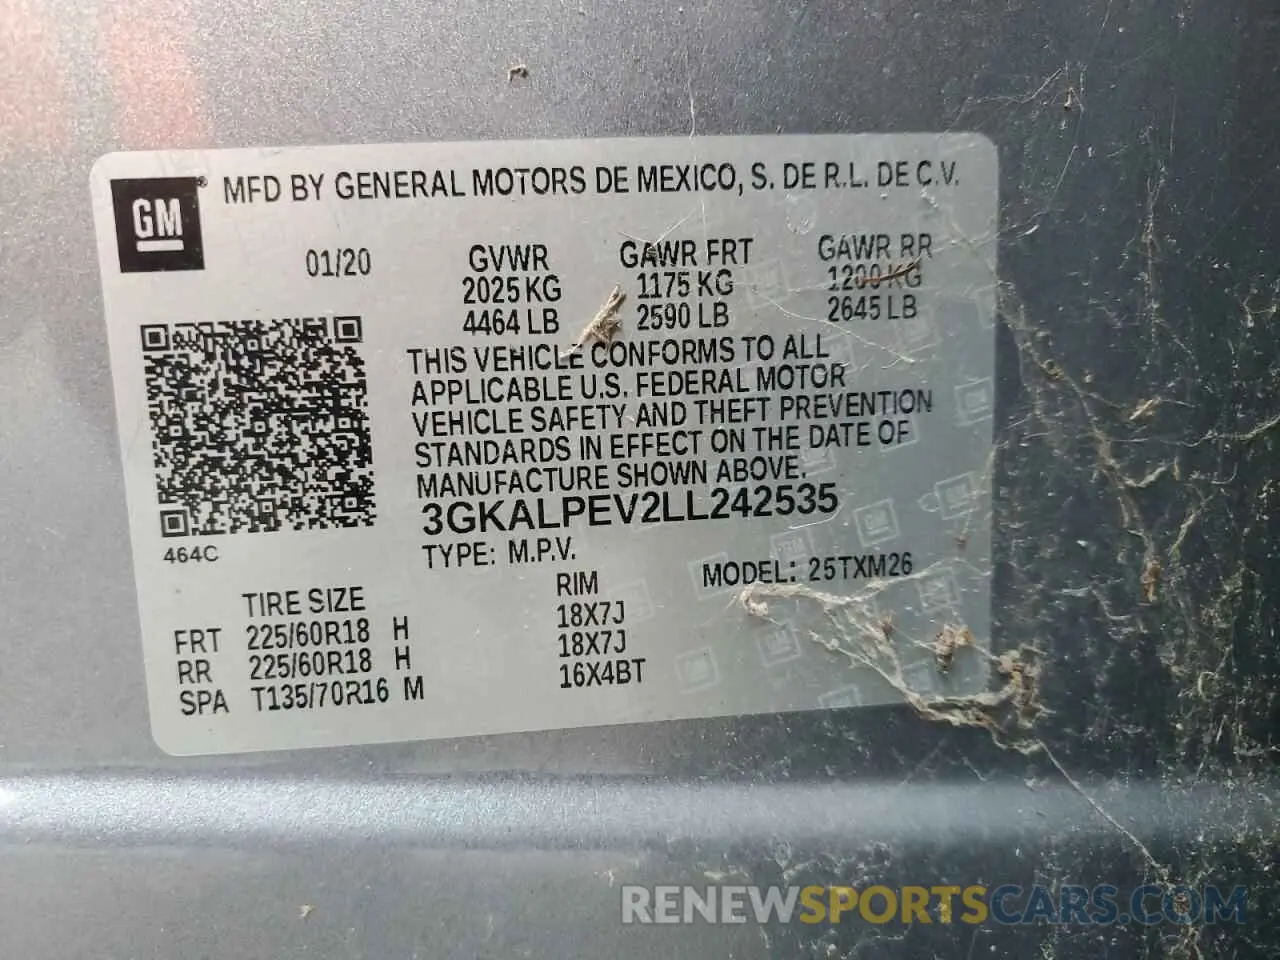 GM® MFD BY GENERAL MOTORS DE MEXICO, S. DE R.L. DE C.V.
01/20 GVWR GAWR FRT GAWR RR
2025 KG 1175 KG 1200 KG
4464 LB 2590 LB 2645 LB
THIS VEHICLE CONFORMS TO ALL
APPLICABLE U.S. FEDERAL MOTOR
VEHICLE SAFETY AND THEFT PREVENTION
STANDARDS IN EFFECT ON THE DATE OF
MANUFACTURE SHOWN ABOVE.
3GKALPEV2LL242535
464C
TYPE: M.P.V. MODEL: 25TXM26
TIRE SIZE RIM
FRT 225/60R18 H 18X7J
RR 225/60R18 H 18X7J
SPA T135/70R16 M 16X4BT
RENEWSPORTSCARS.COM